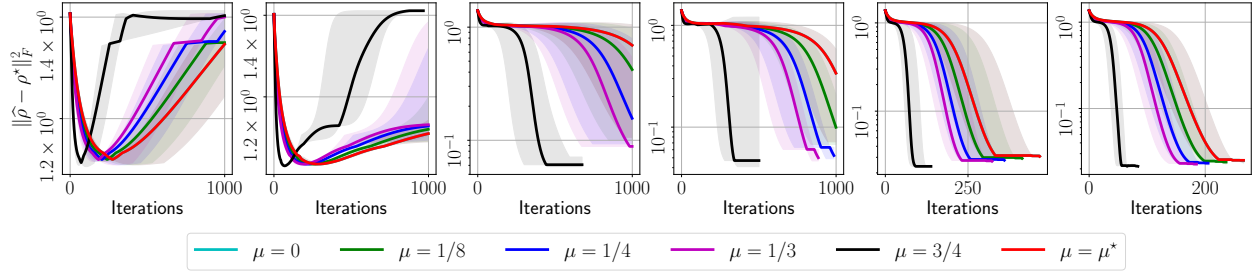 ‖ρ̂ − ρ⋆‖²_F
1.4 × 10⁰
1.2 × 10⁰
0
1000
Iterations
1.4 × 10⁰
1.2 × 10⁰
0
1000
Iterations
10⁰
10⁻¹
0
1000
Iterations
10⁰
10⁻¹
0
1000
Iterations
10⁰
10⁻¹
0
250
Iterations
10⁰
10⁻¹
0
200
Iterations
μ = 0
μ = 1/8
μ = 1/4
μ = 1/3
μ = 3/4
μ = μ⋆